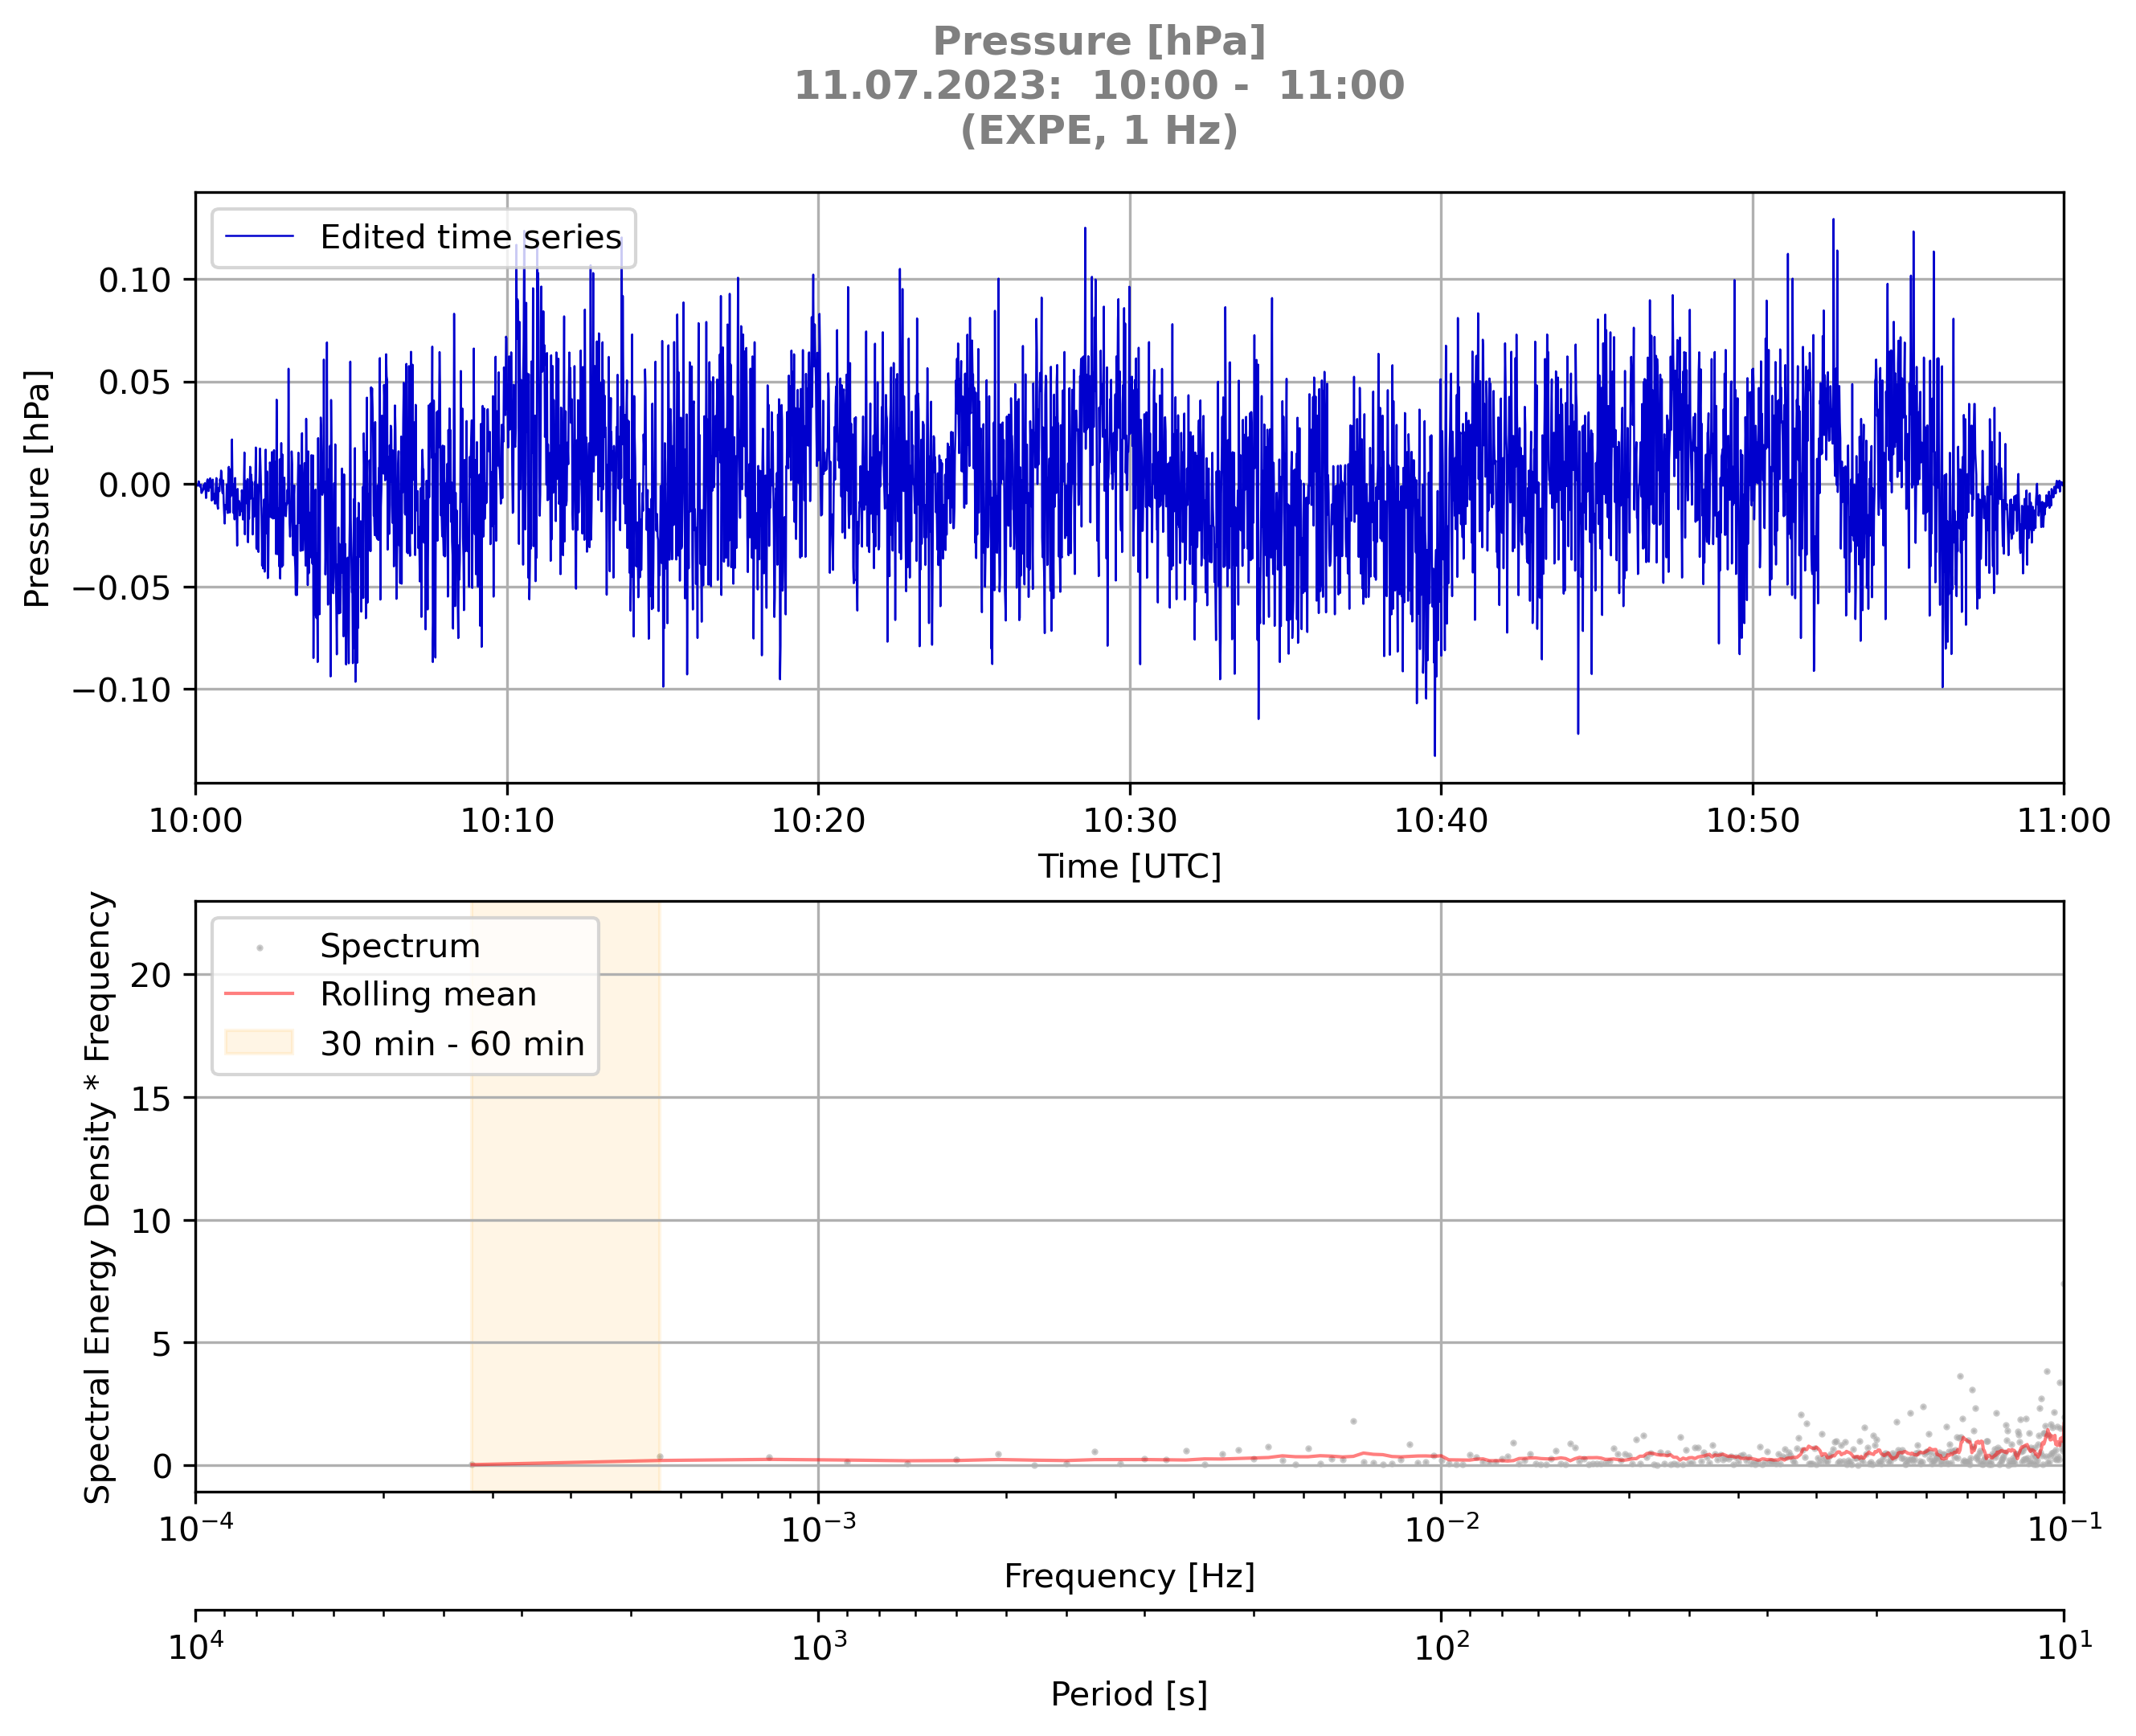 Pressure [hPa]
11.07.2023:  10:00 -  11:00
(EXPE, 1 Hz)
Edited time series
Pressure [hPa]
0.10
0.05
0.00
−0.05
−0.10
10:00 10:10 10:20 10:30 10:40 10:50 11:00
Time [UTC]
Spectrum
Rolling mean
30 min - 60 min
Spectral Energy Density * Frequency
20
15
10
5
0
10⁻⁴ 10⁻³ 10⁻² 10⁻¹
Frequency [Hz]
10⁴ 10³ 10² 10¹
Period [s]